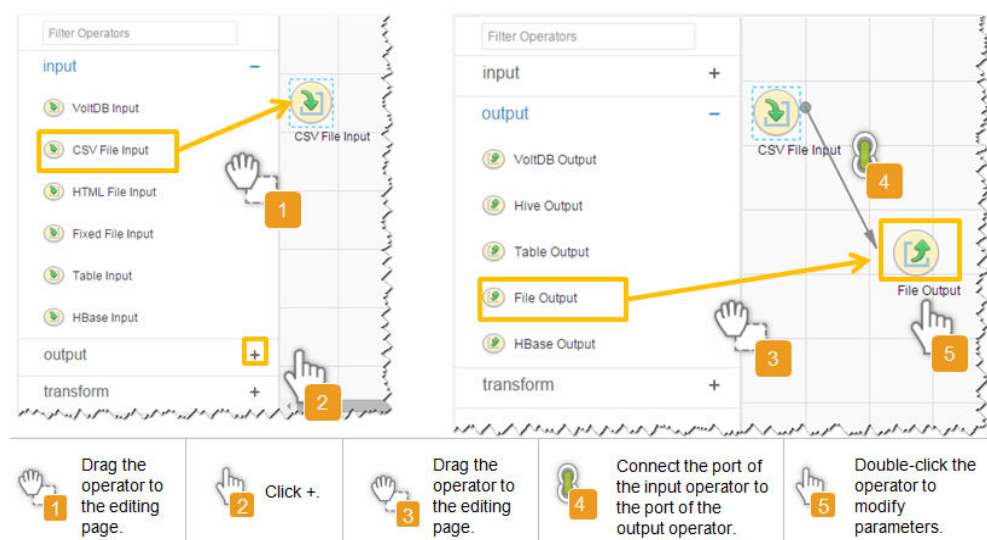 Filter Operators
input −
VoltDB Input
CSV File Input
HTML File Input
Fixed File Input
Table Input
HBase Input
output +
transform +
CSV File Input
1
2
Filter Operators
input +
output −
VoltDB Output
Hive Output
Table Output
File Output
HBase Output
transform +
CSV File Input
4
File Output
3
5
1
Drag the
operator to
the editing
page.
2
Click +.
3
Drag the
operator to
the editing
page.
4
Connect the port of
the input operator to
the port of the
output operator.
5
Double-click the
operator to
modify
parameters.